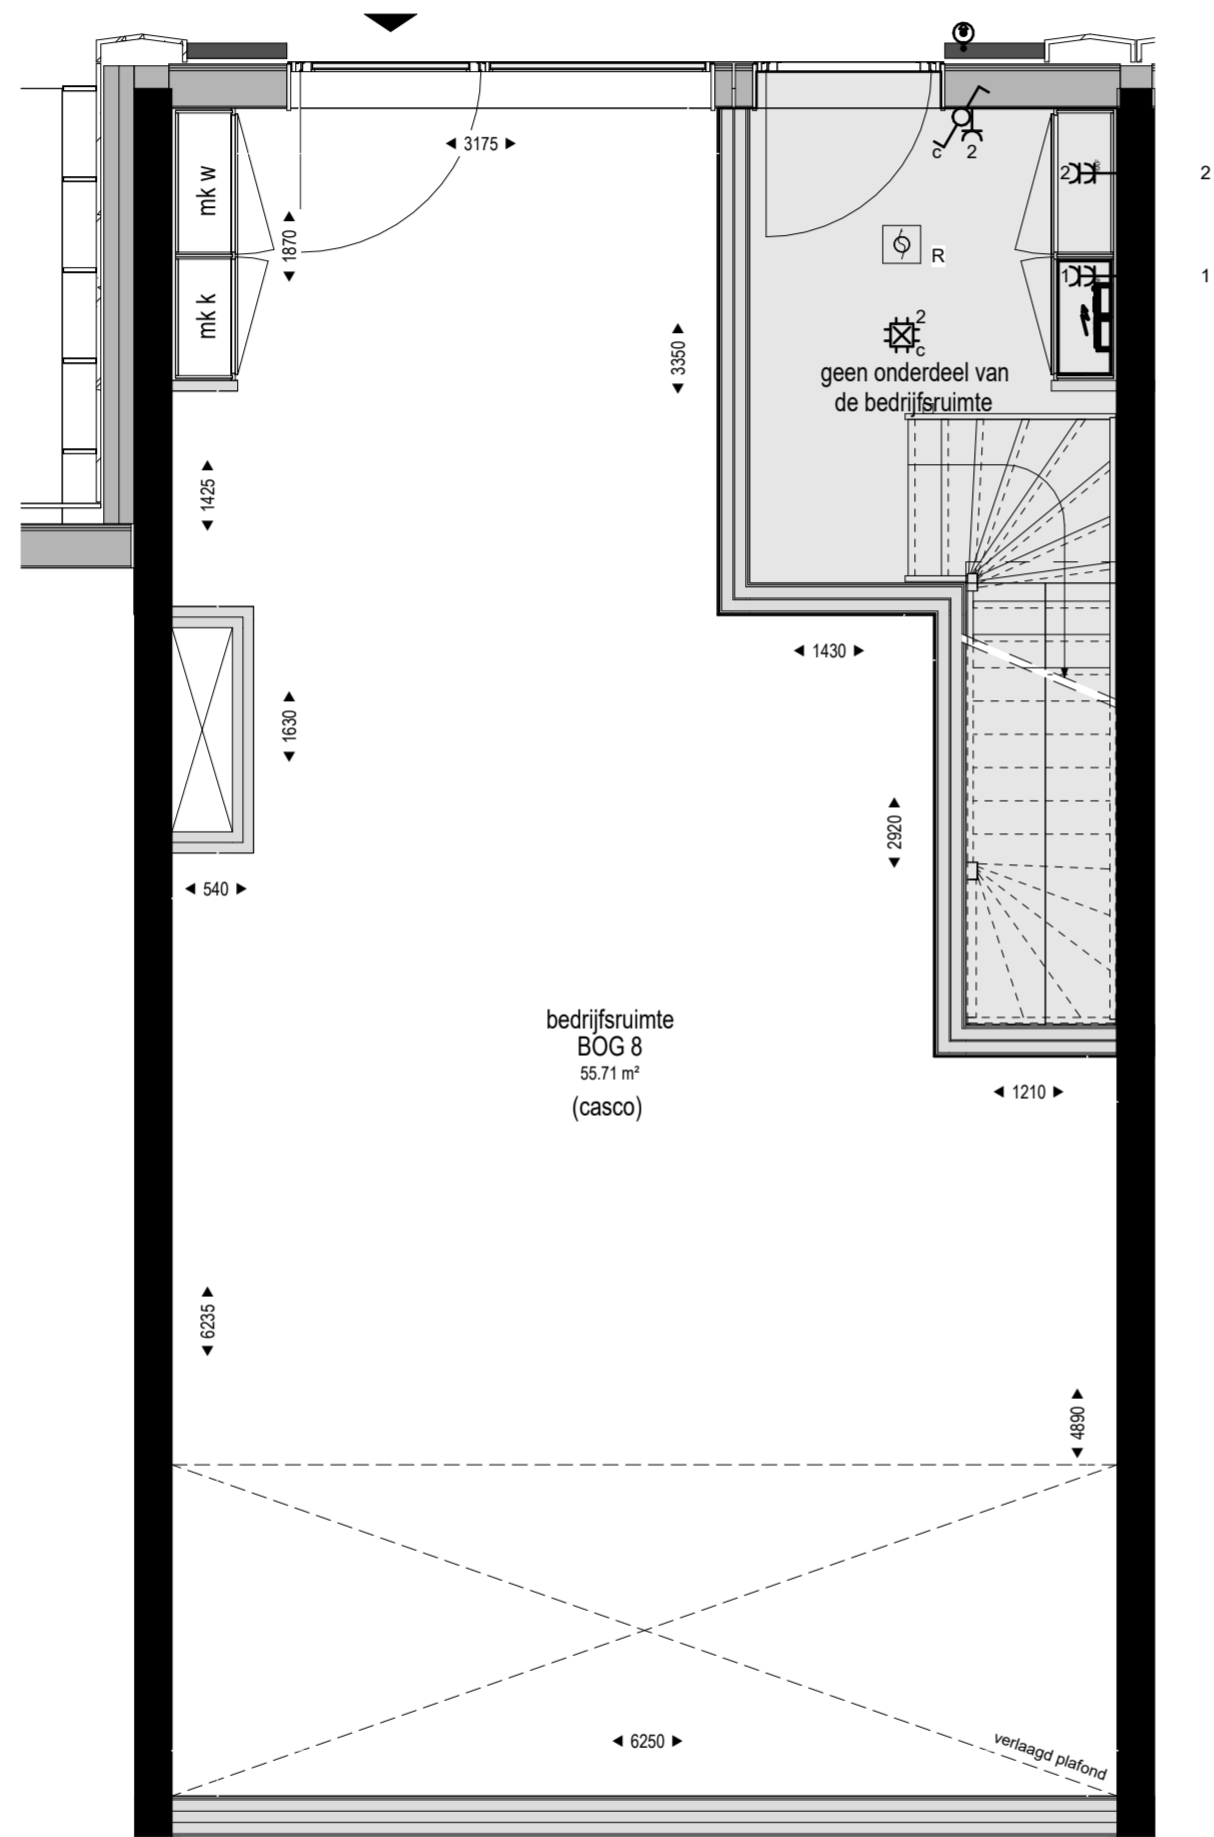 3175
mk w
1870
2
2
1
1
mk k
c
2
R
2
c
3350
geen onderdeel van
de bedrijfsruimte
1425
1430
1630
2920
540
bedrijfsruimte
BOG 8
55.71 m²
(casco)
1210
6235
4890
6250
verlaagd plafond